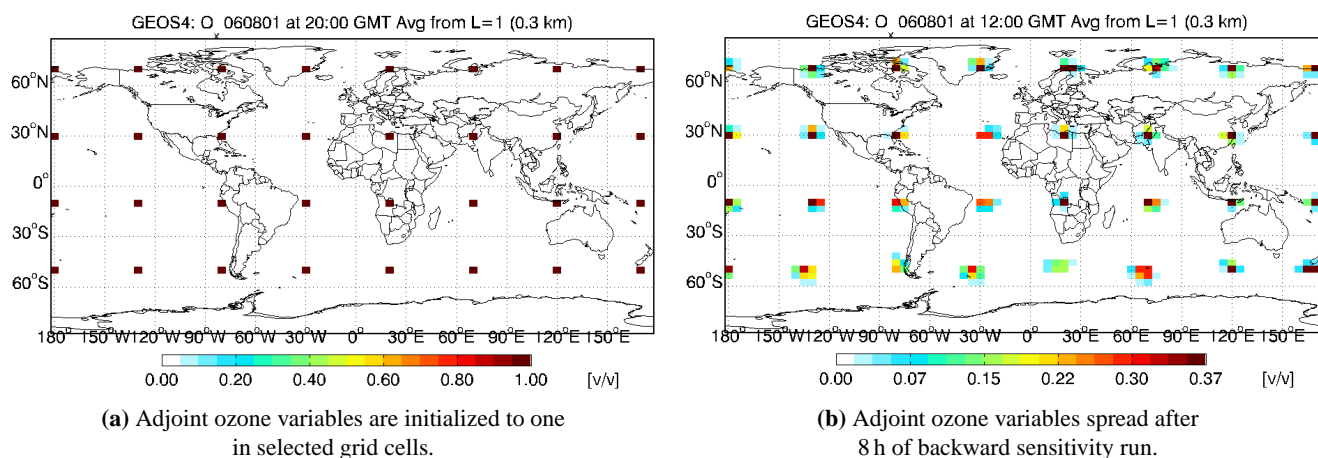 GEOS4: O_x 060801 at 20:00 GMT Avg from L=1 (0.3 km)
60°N
30°N
0°
30°S
60°S
180° 150°W 120°W 90°W 60°W 30°W 0° 30°E 60°E 90°E 120°E 150°E
0.00 0.20 0.40 0.60 0.80 1.00 [v/v]
(a) Adjoint ozone variables are initialized to one
in selected grid cells.
GEOS4: O_x 060801 at 12:00 GMT Avg from L=1 (0.3 km)
60°N
30°N
0°
30°S
60°S
180° 150°W 120°W 90°W 60°W 30°W 0° 30°E 60°E 90°E 120°E 150°E
0.00 0.07 0.15 0.22 0.30 0.37 [v/v]
(b) Adjoint ozone variables spread after
8 h of backward sensitivity run.